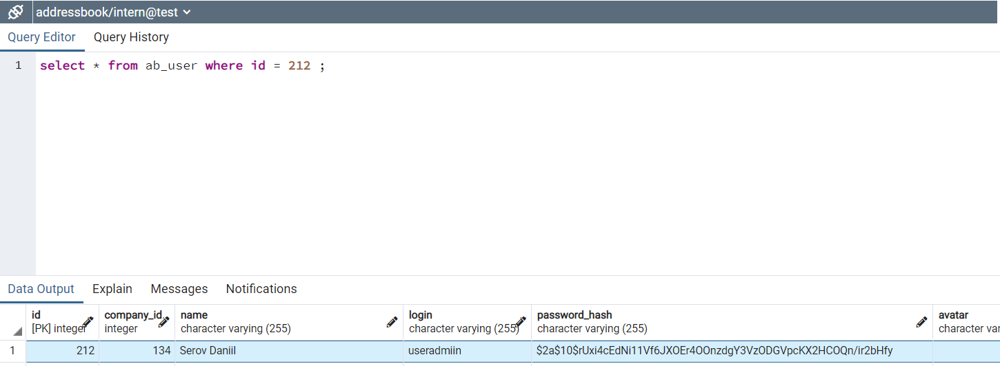 addressbook/intern@test
Query Editor Query History
1 select * from ab_user where id = 212 ;
Data Output Explain Messages Notifications
id company_id name login password_hash avatar
[PK] integer integer character varying (255) character varying (255) character varying (255) character var
1 212 134 Serov Daniil useradmiin $2a$10$rUxi4cEdNi11Vf6JXOEr4OOnzdgY3VzODGVpcKX2HCOQn/ir2bHfy